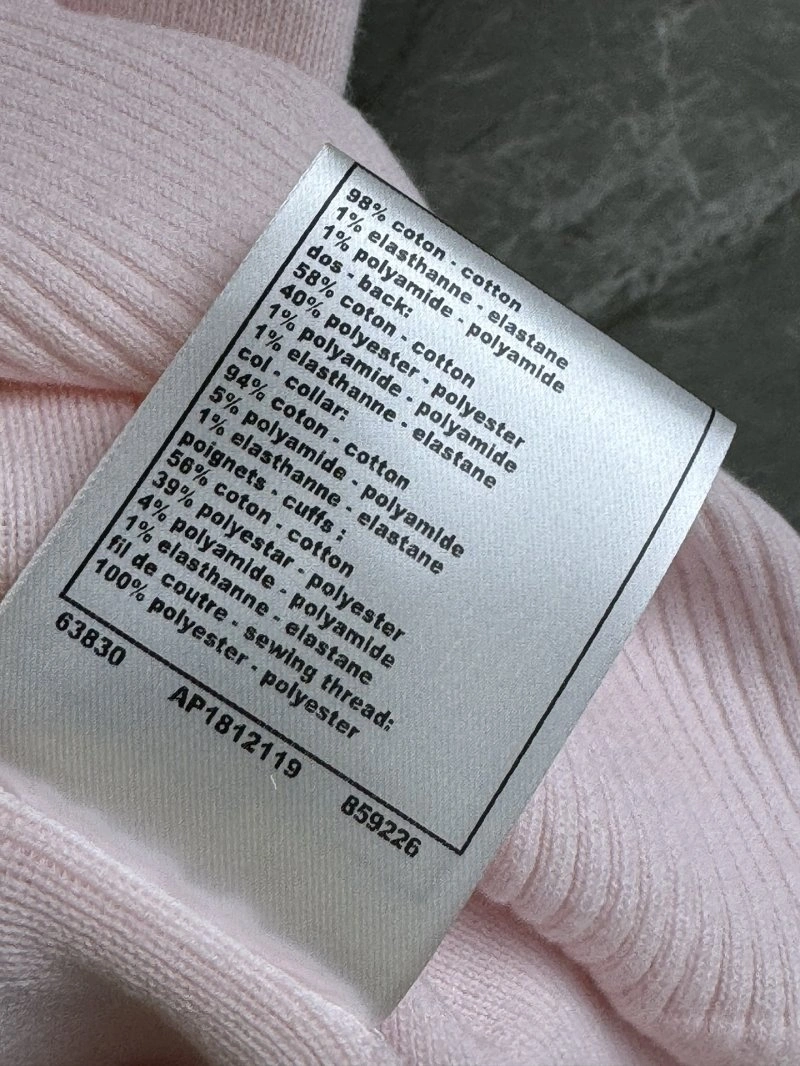 98% coton - cotton
1% elasthanne - elastane
1% polyamide - polyamide
dos - back:
58% coton - cotton
40% polyester - polyester
1% polyamide - polyamide
1% elasthanne - elastane
col - collar:
94% coton - cotton
5% polyamide - polyamide
1% elasthanne - elastane
poignets - cuffs :
56% coton - cotton
39% polyestar - polyester
4% polyamide - polyamide
1% elasthanne - elastane
fil de coutre - sewing thread:
100% polyester - polyester
63830 AP1812119 B59226